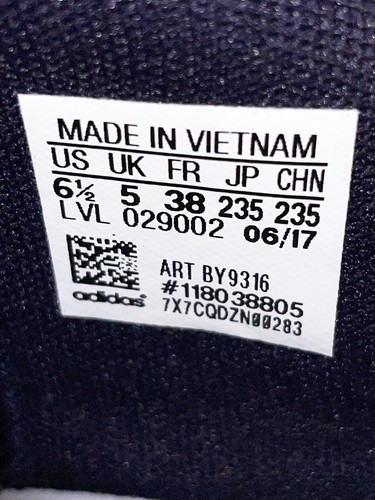 MADE IN VIETNAM
US UK FR JP CHN
6½ 5 38 235 235
LVL 029002 06/17
ART BY9316
#118038805
adidas® 7X7CQDZN00283